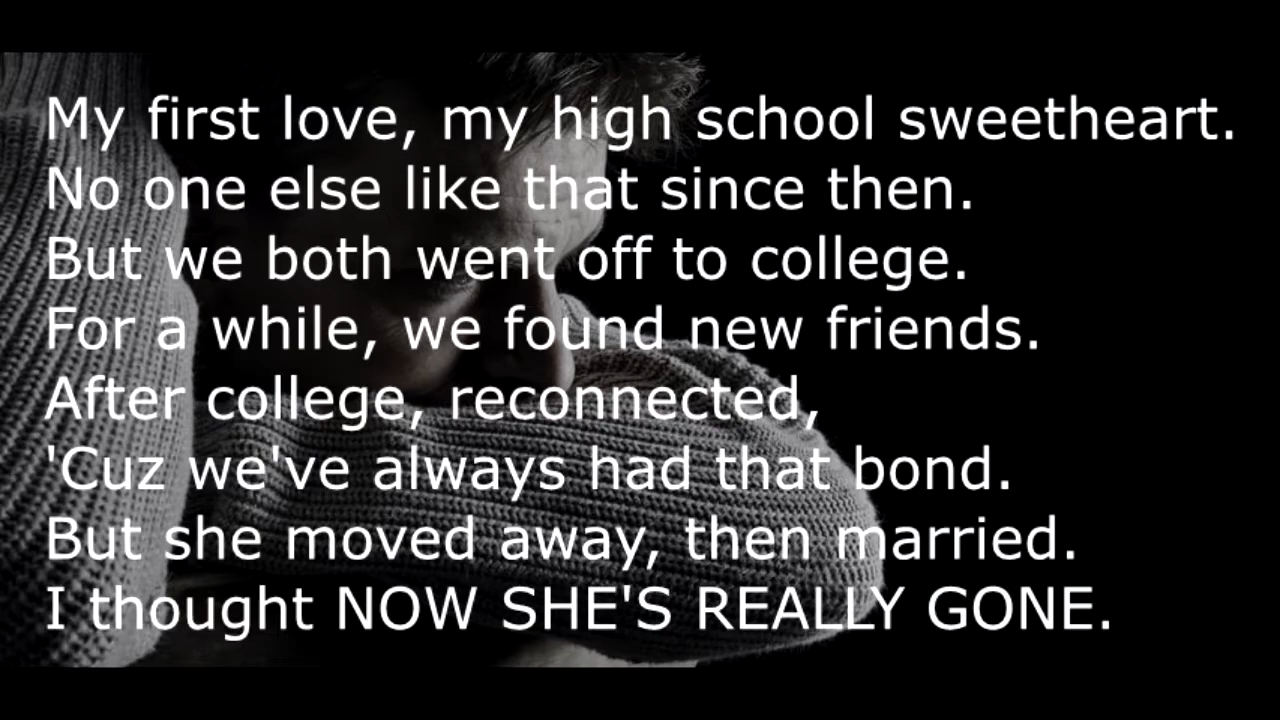 My first love, my high school sweetheart.
No one else like that since then.
But we both went off to college.
For a while, we found new friends.
After college, reconnected,
'Cuz we've always had that bond.
But she moved away, then married.
I thought NOW SHE'S REALLY GONE.